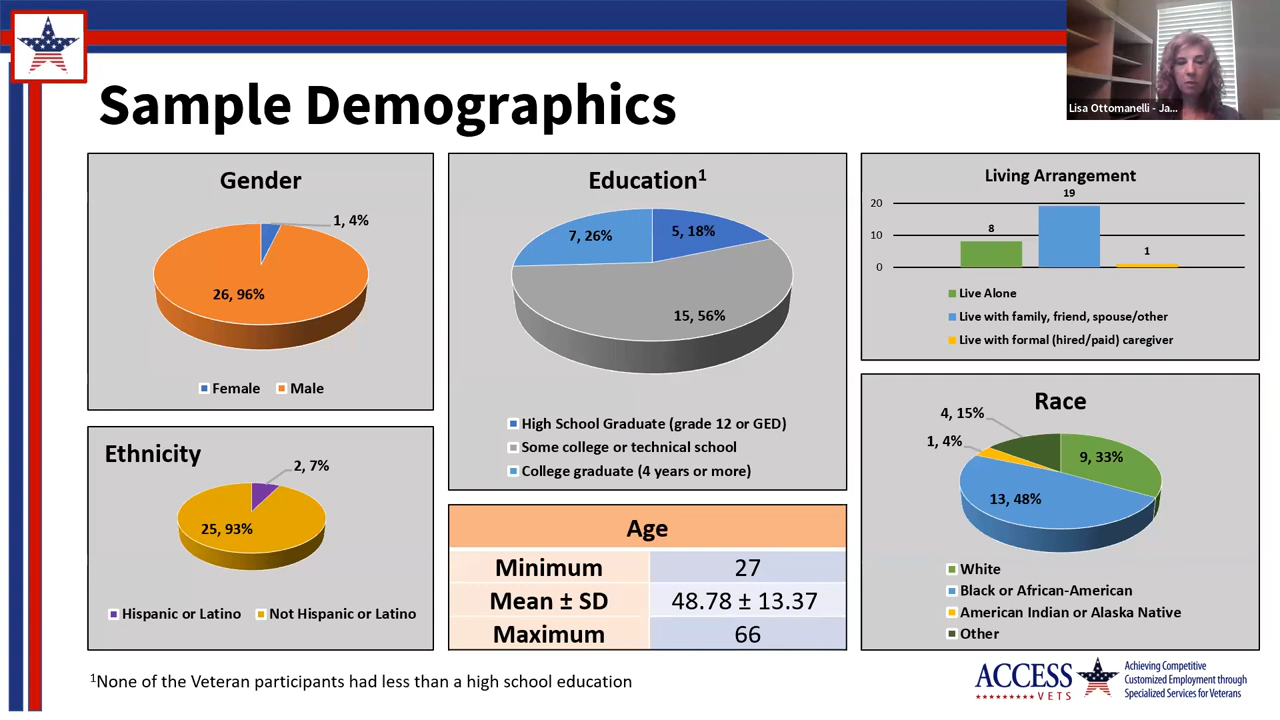 Lisa Ottomanelli - Ja...
Sample Demographics
Gender
1, 4%
26, 96%
Female Male
Ethnicity
2, 7%
25, 93%
Hispanic or Latino Not Hispanic or Latino
Education¹
7, 26%
5, 18%
15, 56%
High School Graduate (grade 12 or GED)
Some college or technical school
College graduate (4 years or more)
Age
Minimum 27
Mean ± SD 48.78 ± 13.37
Maximum 66
Living Arrangement
19
20
8
10
1
0
Live Alone
Live with family, friend, spouse/other
Live with formal (hired/paid) caregiver
Race
4, 15%
1, 4%
9, 33%
13, 48%
White
Black or African-American
American Indian or Alaska Native
Other
¹None of the Veteran participants had less than a high school education
ACCESS
VETS
Achieving Competitive
Customized Employment through
Specialized Services for Veterans